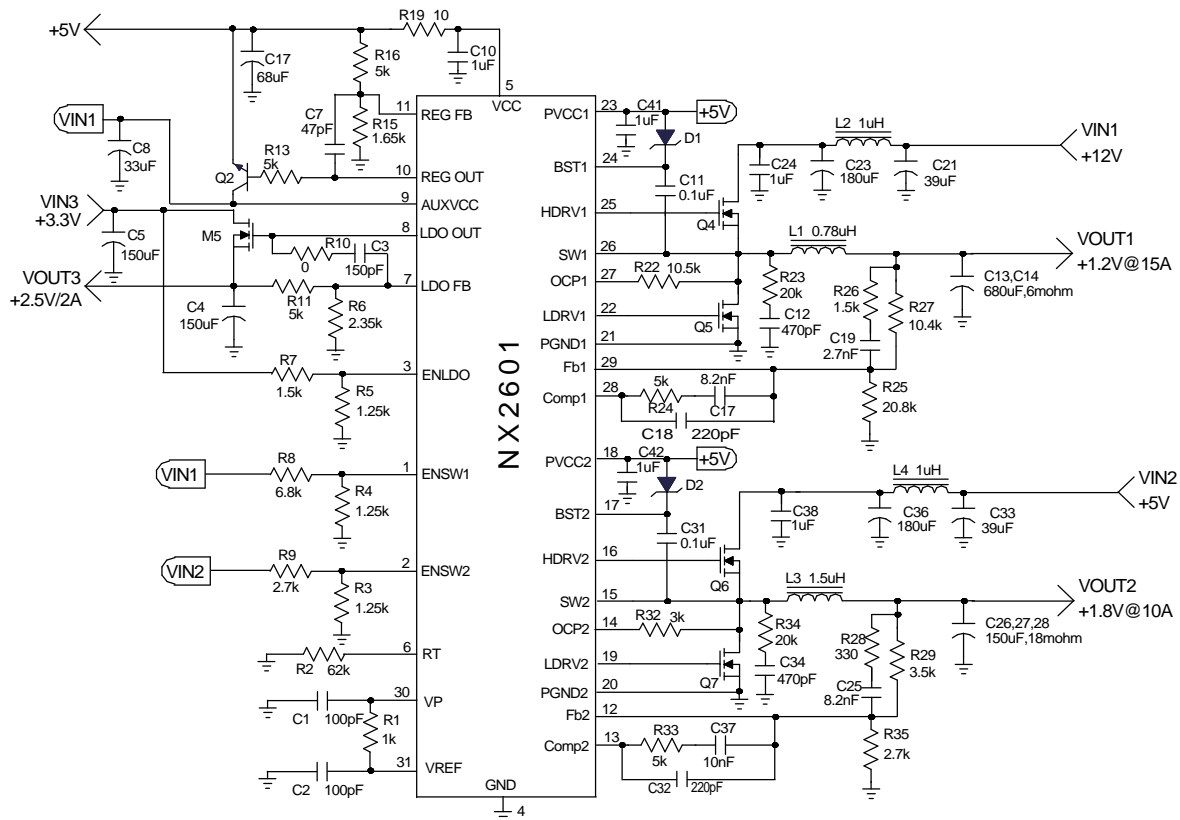 +5V
R19 10
C10
1uF
C17
68uF
R16
5k
5
VCC
VIN1
C8
33uF
C7
47pF
R15
1.65k
11 REG FB
R13
5k
Q2
10 REG OUT
9 AUXVCC
VIN3
+3.3V
C5
150uF
M5
8 LDO OUT
R10
0
C3
150pF
VOUT3
+2.5V/2A
7 LDO FB
C4
150uF
R11
5k
R6
2.35k
R7
1.5k
3 ENLDO
R5
1.25k
VIN1
R8
6.8k
1 ENSW1
R4
1.25k
VIN2
R9
2.7k
2 ENSW2
R3
1.25k
R2
62k
6 RT
C1
100pF
30 VP
R1
1k
C2
100pF
31 VREF
GND
4
NX2601
PVCC1 23
C41
1uF
+5V
D1
BST1 24
C11
0.1uF
L2 1uH
VIN1
+12V
C24
1uF
C23
180uF
C21
39uF
HDRV1 25
Q4
SW1 26
L1 0.78uH
VOUT1
+1.2V@15A
OCP1 27
R22 10.5k
R23
20k
C12
470pF
R26
1.5k
R27
10.4k
C13,C14
680uF,6mohm
LDRV1 22
Q5
PGND1 21
C19
2.7nF
Fb1 29
Comp1 28
5k
R24
8.2nF
C17
C18 220pF
R25
20.8k
PVCC2 18
C42
1uF
+5V
D2
BST2 17
C31
0.1uF
L4 1uH
VIN2
+5V
C38
1uF
C36
180uF
C33
39uF
HDRV2 16
Q6
SW2 15
L3 1.5uH
VOUT2
+1.8V@10A
OCP2 14
R32 3k
R34
20k
C34
470pF
R28
330
R29
3.5k
C26,27,28
150uF,18mohm
LDRV2 19
Q7
PGND2 20
C25
8.2nF
Fb2 12
Comp2 13
R33
5k
C37
10nF
C32 220pF
R35
2.7k